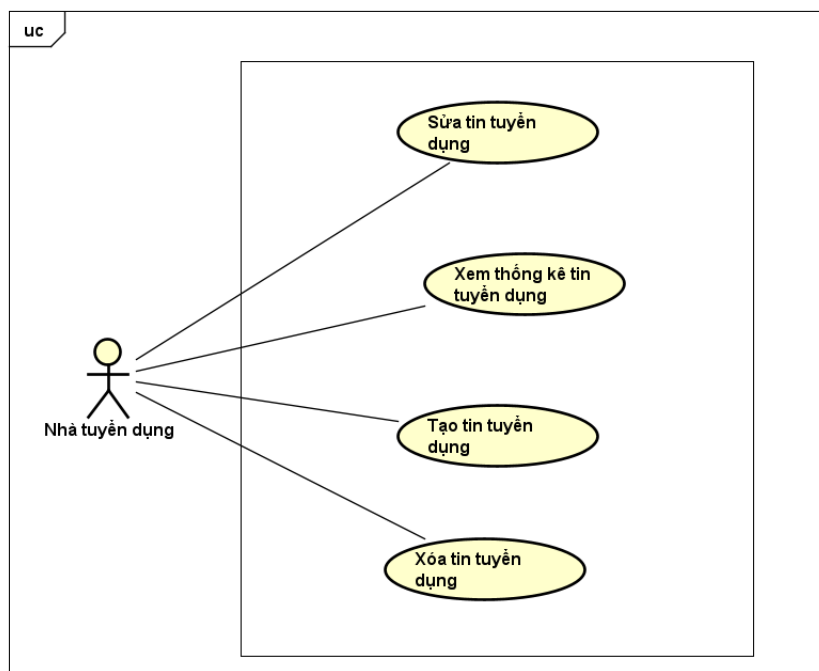 uc
Sửa tin tuyển
dụng
Xem thống kê tin
tuyển dụng
Nhà tuyển dụng
Tạo tin tuyển
dụng
Xóa tin tuyển
dụng